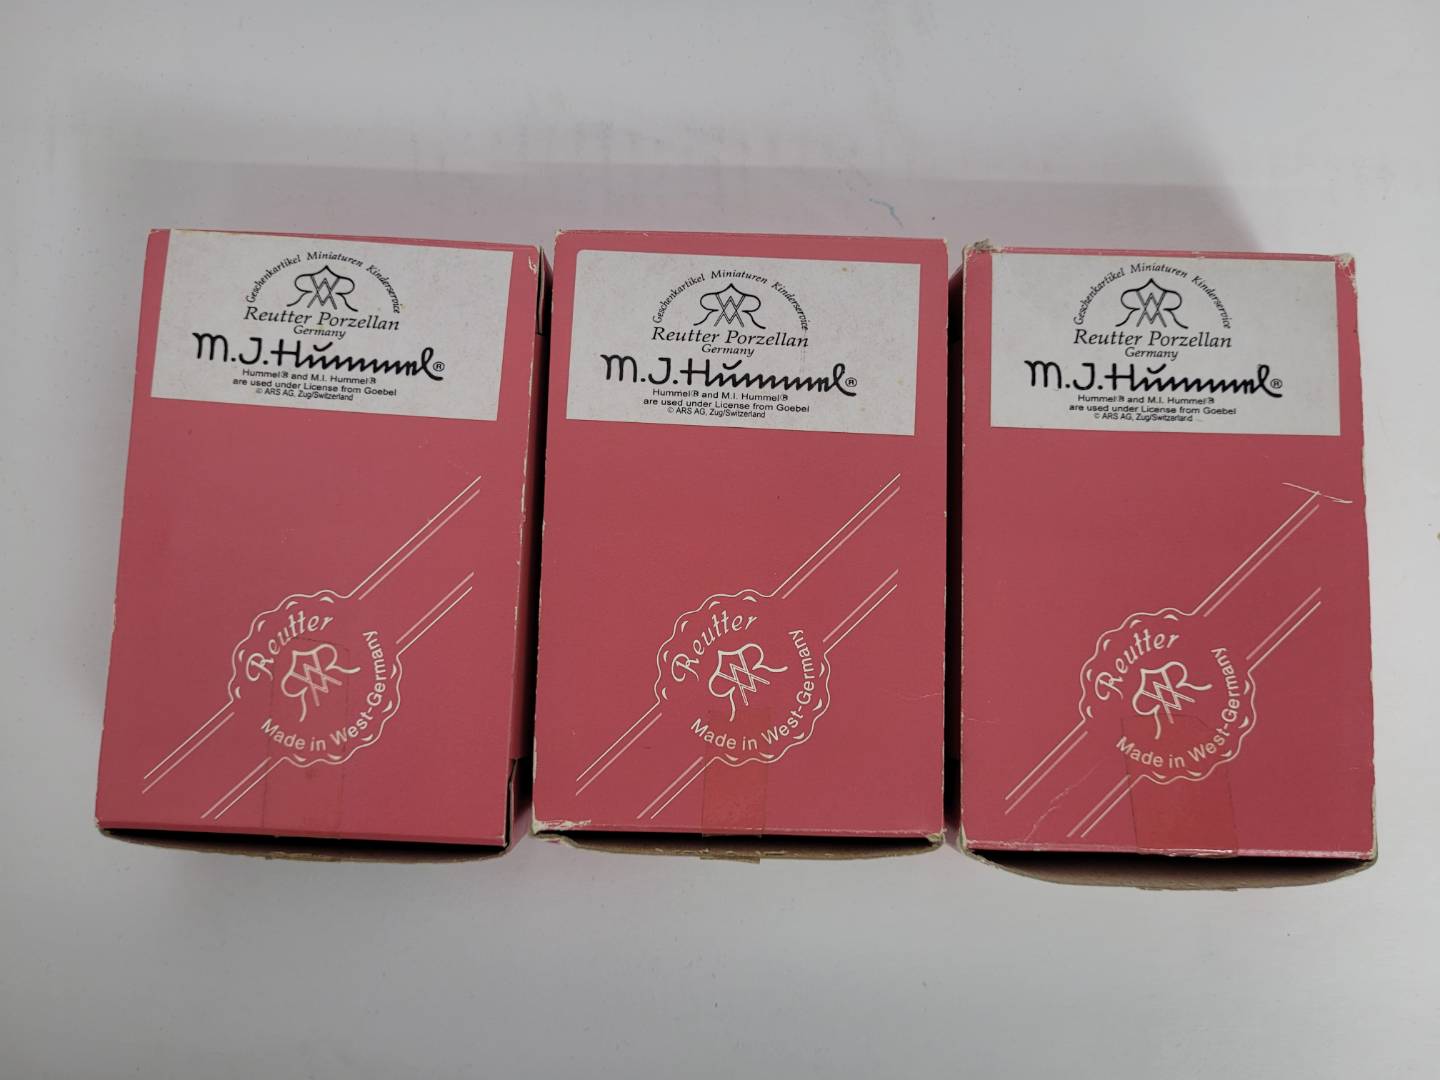 Geschenkartikel Miniaturen Kinderservice
Reutter Porzellan
Germany
M.J.Hummel®
Hummel® and M.I. Hummel®
are used under License from Goebel
© ARS AG, Zug/Switzerland
Reutter
Made in West-Germany
Geschenkartikel Miniaturen Kinderservice
Reutter Porzellan
Germany
M.J.Hummel®
Hummel® and M.I. Hummel®
are used under License from Goebel
© ARS AG, Zug/Switzerland
Reutter
Made in West-Germany
Geschenkartikel Miniaturen Kinderservice
Reutter Porzellan
Germany
M.J.Hummel®
Hummel® and M.I. Hummel®
are used under License from Goebel
© ARS AG, Zug/Switzerland
Reutter
Made in West-Germany